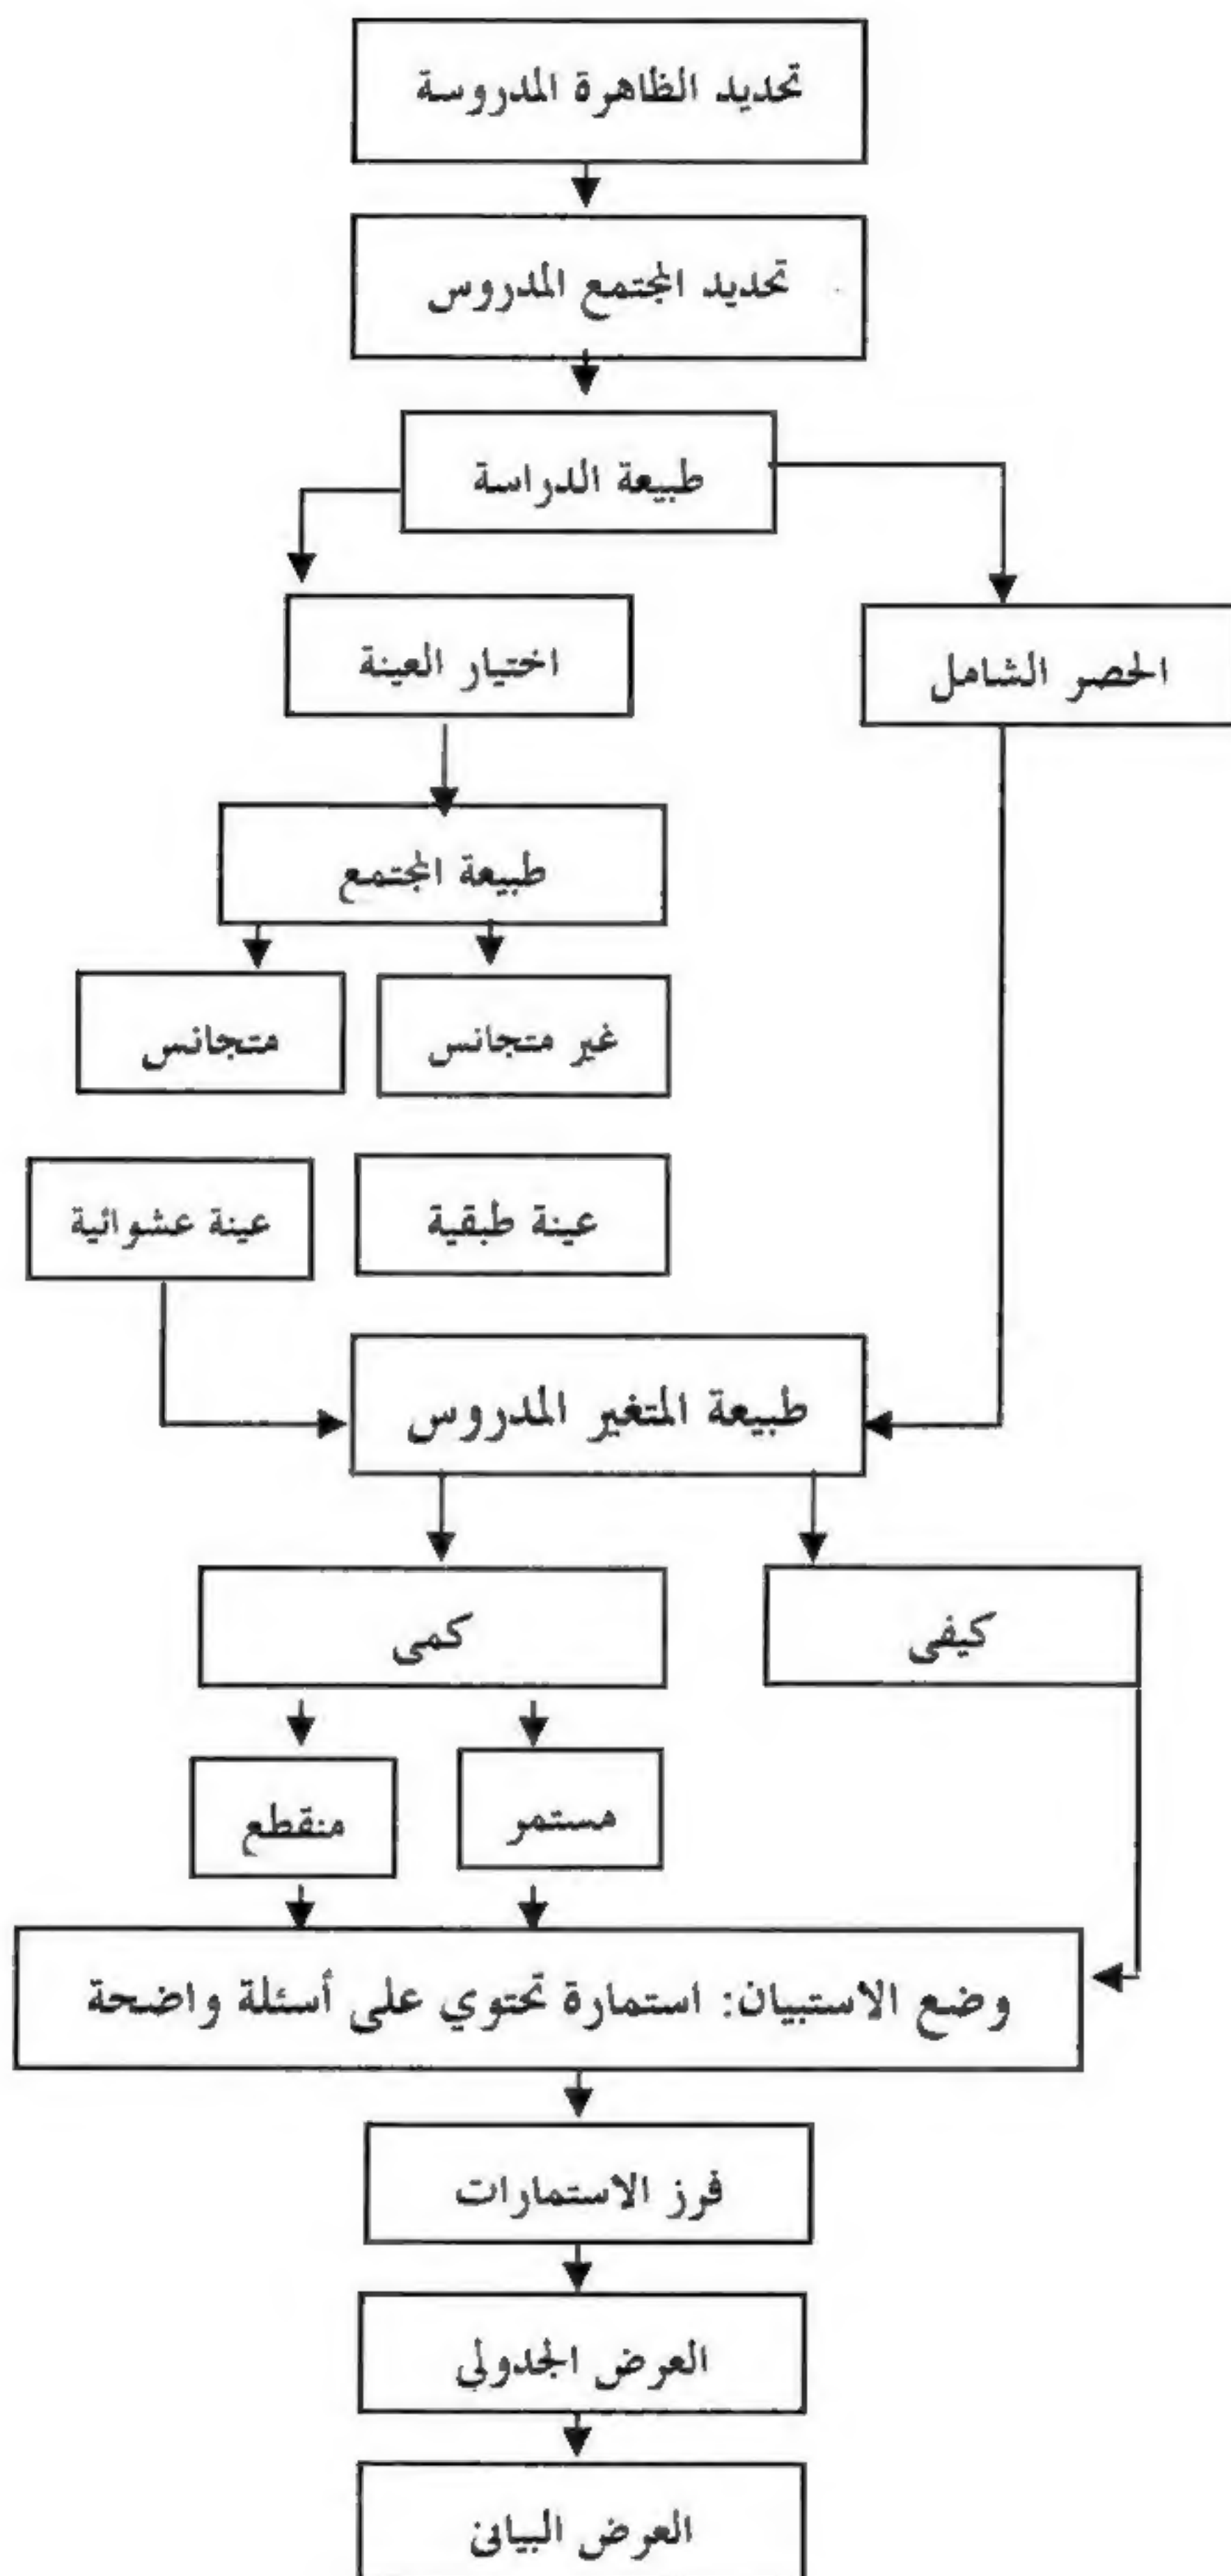 تحديد الظاهرة المدروسة
تحديد المجتمع المدروس
طبيعة الدراسة
الحصر الشامل
اختيار العينة
طبيعة المجتمع
غير متجانس
متجانس
عينة طبقية
عينة عشوائية
طبيعة المتغير المدروس
كيفى
كمى
مستمر
منقطع
وضع الاستبيان: استمارة تحتوي على أسئلة واضحة
فرز الاستمارات
العرض الجدولي
العرض البيانى